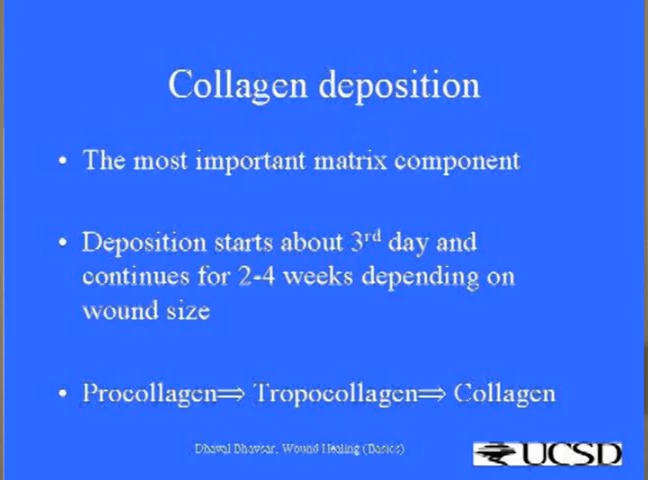 Collagen deposition
• The most important matrix component
• Deposition starts about 3rd day and
continues for 2-4 weeks depending on
wound size
• Procollagen⇒ Tropocollagen⇒ Collagen
Dhaval Bhavsar, Wound Healing (Basics)
UCSD